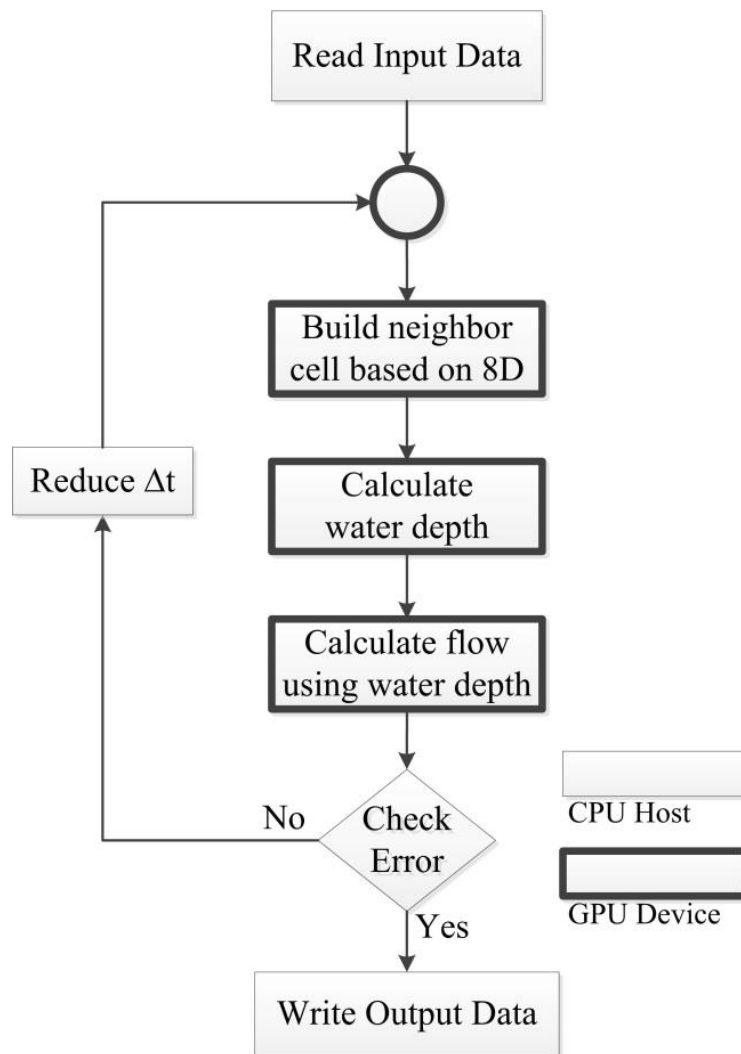 Read Input Data
Build neighbor
cell based on 8D
Reduce Δt
Calculate
water depth
Calculate flow
using water depth
No
Check
Error
CPU Host
GPU Device
Yes
Write Output Data